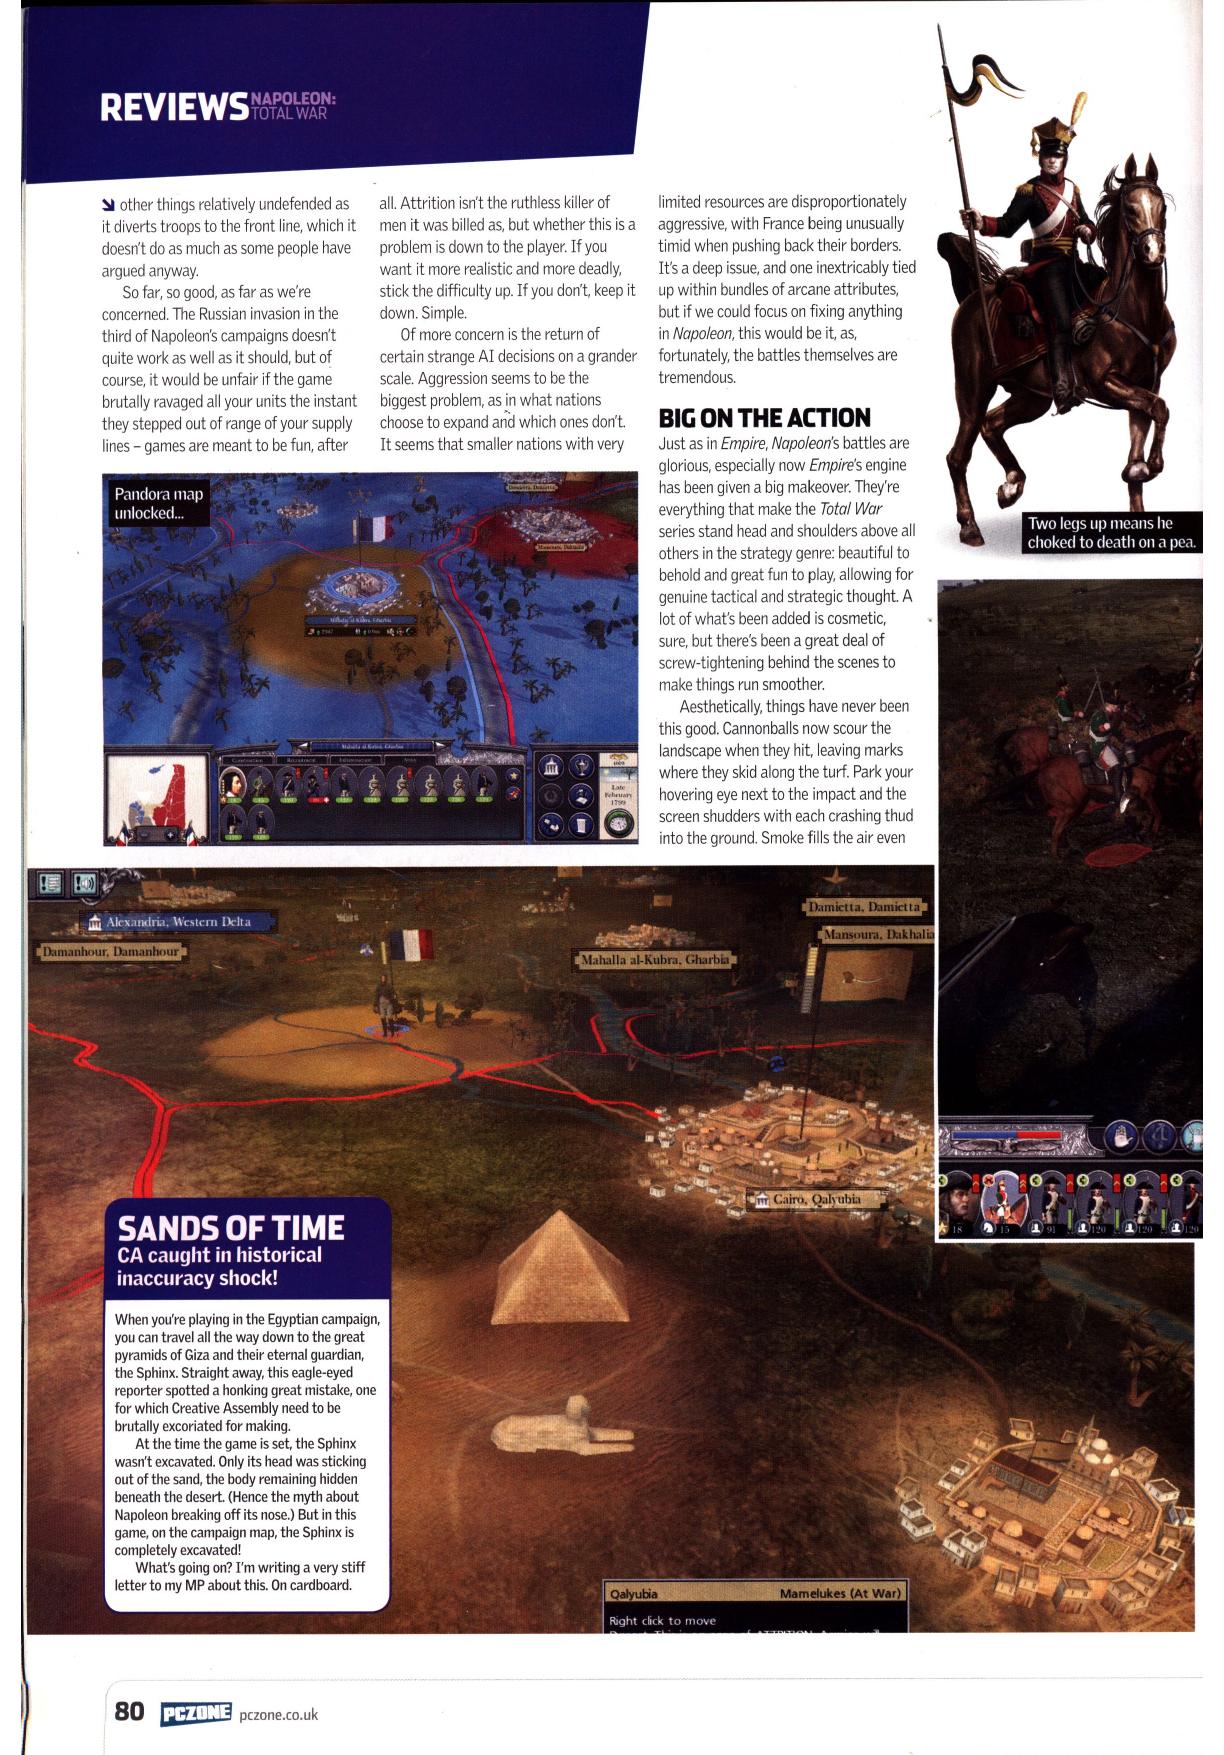 REVIEWS NAPOLEON:
TOTAL WAR
other things relatively undefended as
it diverts troops to the front line, which it
doesn't do as much as some people have
argued anyway.
So far, so good, as far as we're
concerned. The Russian invasion in the
third of Napoleon's campaigns doesn't
quite work as well as it should, but of
course, it would be unfair if the game
brutally ravaged all your units the instant
they stepped out of range of your supply
lines – games are meant to be fun, after
all. Attrition isn't the ruthless killer of
men it was billed as, but whether this is a
problem is down to the player. If you
want it more realistic and more deadly,
stick the difficulty up. If you don't, keep it
down. Simple.
Of more concern is the return of
certain strange AI decisions on a grander
scale. Aggression seems to be the
biggest problem, as in what nations
choose to expand and which ones don't.
It seems that smaller nations with very
limited resources are disproportionately
aggressive, with France being unusually
timid when pushing back their borders.
It's a deep issue, and one inextricably tied
up within bundles of arcane attributes,
but if we could focus on fixing anything
in Napoleon, this would be it, as,
fortunately, the battles themselves are
tremendous.
BIG ON THE ACTION
Just as in Empire, Napoleon's battles are
glorious, especially now Empire's engine
has been given a big makeover. They're
everything that make the Total War
series stand head and shoulders above all
others in the strategy genre: beautiful to
behold and great fun to play, allowing for
genuine tactical and strategic thought. A
lot of what's been added is cosmetic,
sure, but there's been a great deal of
screw-tightening behind the scenes to
make things run smoother.
Aesthetically, things have never been
this good. Cannonballs now scour the
landscape when they hit, leaving marks
where they skid along the turf. Park your
hovering eye next to the impact and the
screen shudders with each crashing thud
into the ground. Smoke fills the air even
Two legs up means he
choked to death on a pea.
Pandora map
unlocked...
Mansoura, Dakhalia
Mahalla al-Kubra, Gharbia
Mahalla al-Kubra, Gharbia
Construction Recruitment Infrastructure Army
Late
February
1799
Alexandria, Western Delta
Damanhour, Damanhour
Mahalla al-Kubra, Gharbia
Damietta, Damietta
Mansoura, Dakhalia
Cairo, Qalyubia
18 15 91 120 120 120
SANDS OF TIME
CA caught in historical
inaccuracy shock!
When you're playing in the Egyptian campaign,
you can travel all the way down to the great
pyramids of Giza and their eternal guardian,
the Sphinx. Straight away, this eagle-eyed
reporter spotted a honking great mistake, one
for which Creative Assembly need to be
brutally excoriated for making.
At the time the game is set, the Sphinx
wasn't excavated. Only its head was sticking
out of the sand, the body remaining hidden
beneath the desert. (Hence the myth about
Napoleon breaking off its nose.) But in this
game, on the campaign map, the Sphinx is
completely excavated!
What's going on? I'm writing a very stiff
letter to my MP about this. On cardboard.
Qalyubia Mamelukes (At War)
Right click to move
80 PCZONE pczone.co.uk